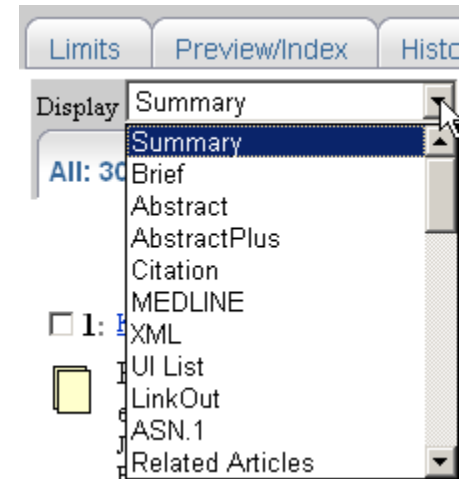 Limits Preview/Index Histo
Display Summary
Summary
All: 30 Brief
Abstract
AbstractPlus
Citation
MEDLINE
1: XML
UI List
LinkOut
ASN.1
Related Articles